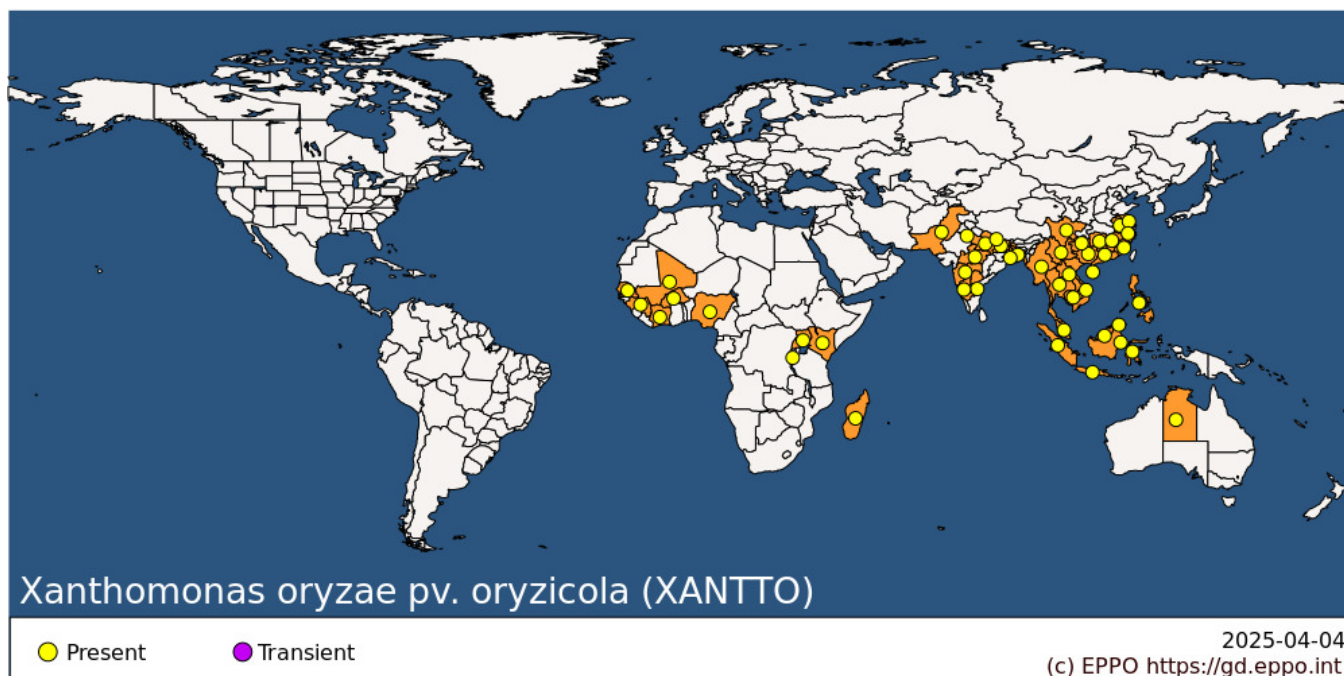 Xanthomonas oryzae pv. oryzicola (XANTTO)
Present
Transient
2025-04-04
(c) EPPO https://gd.eppo.int